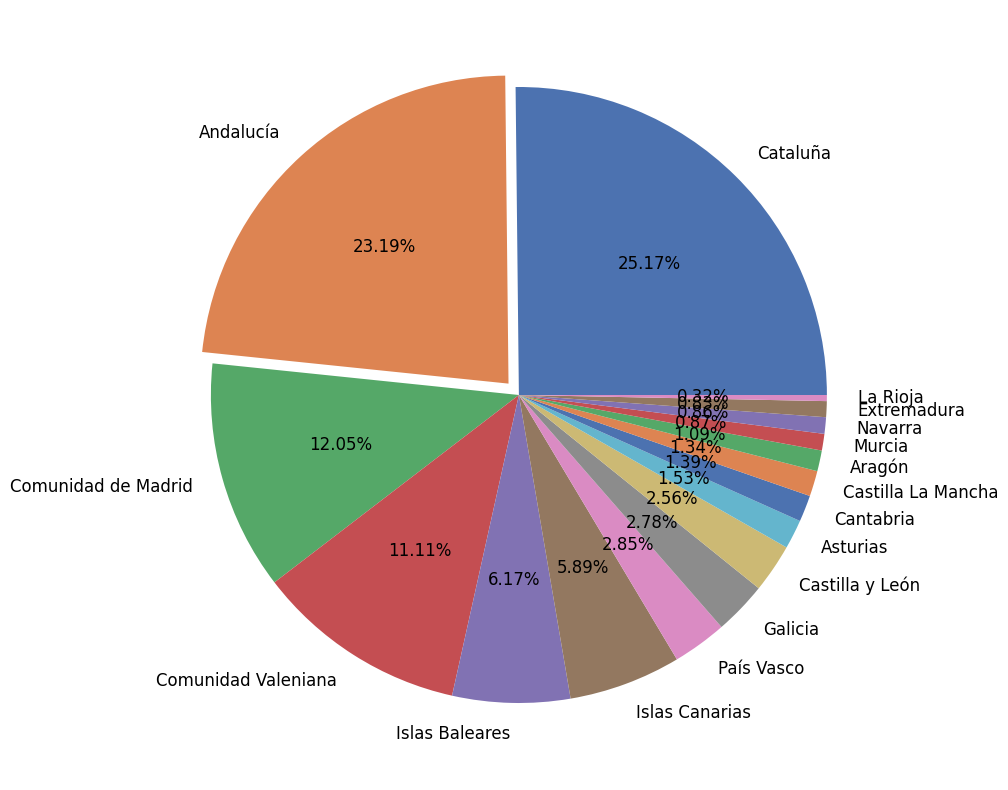 Cataluña
25.17%
Andalucía
23.19%
Comunidad de Madrid
12.05%
Comunidad Valeniana
11.11%
Islas Baleares
6.17%
Islas Canarias
5.89%
País Vasco
2.85%
Galicia
2.78%
Castilla y León
2.56%
Asturias
1.53%
Cantabria
1.39%
Castilla La Mancha
1.34%
Aragón
1.09%
Murcia
0.87%
Navarra
0.86%
Extremadura
0.83%
La Rioja
0.32%